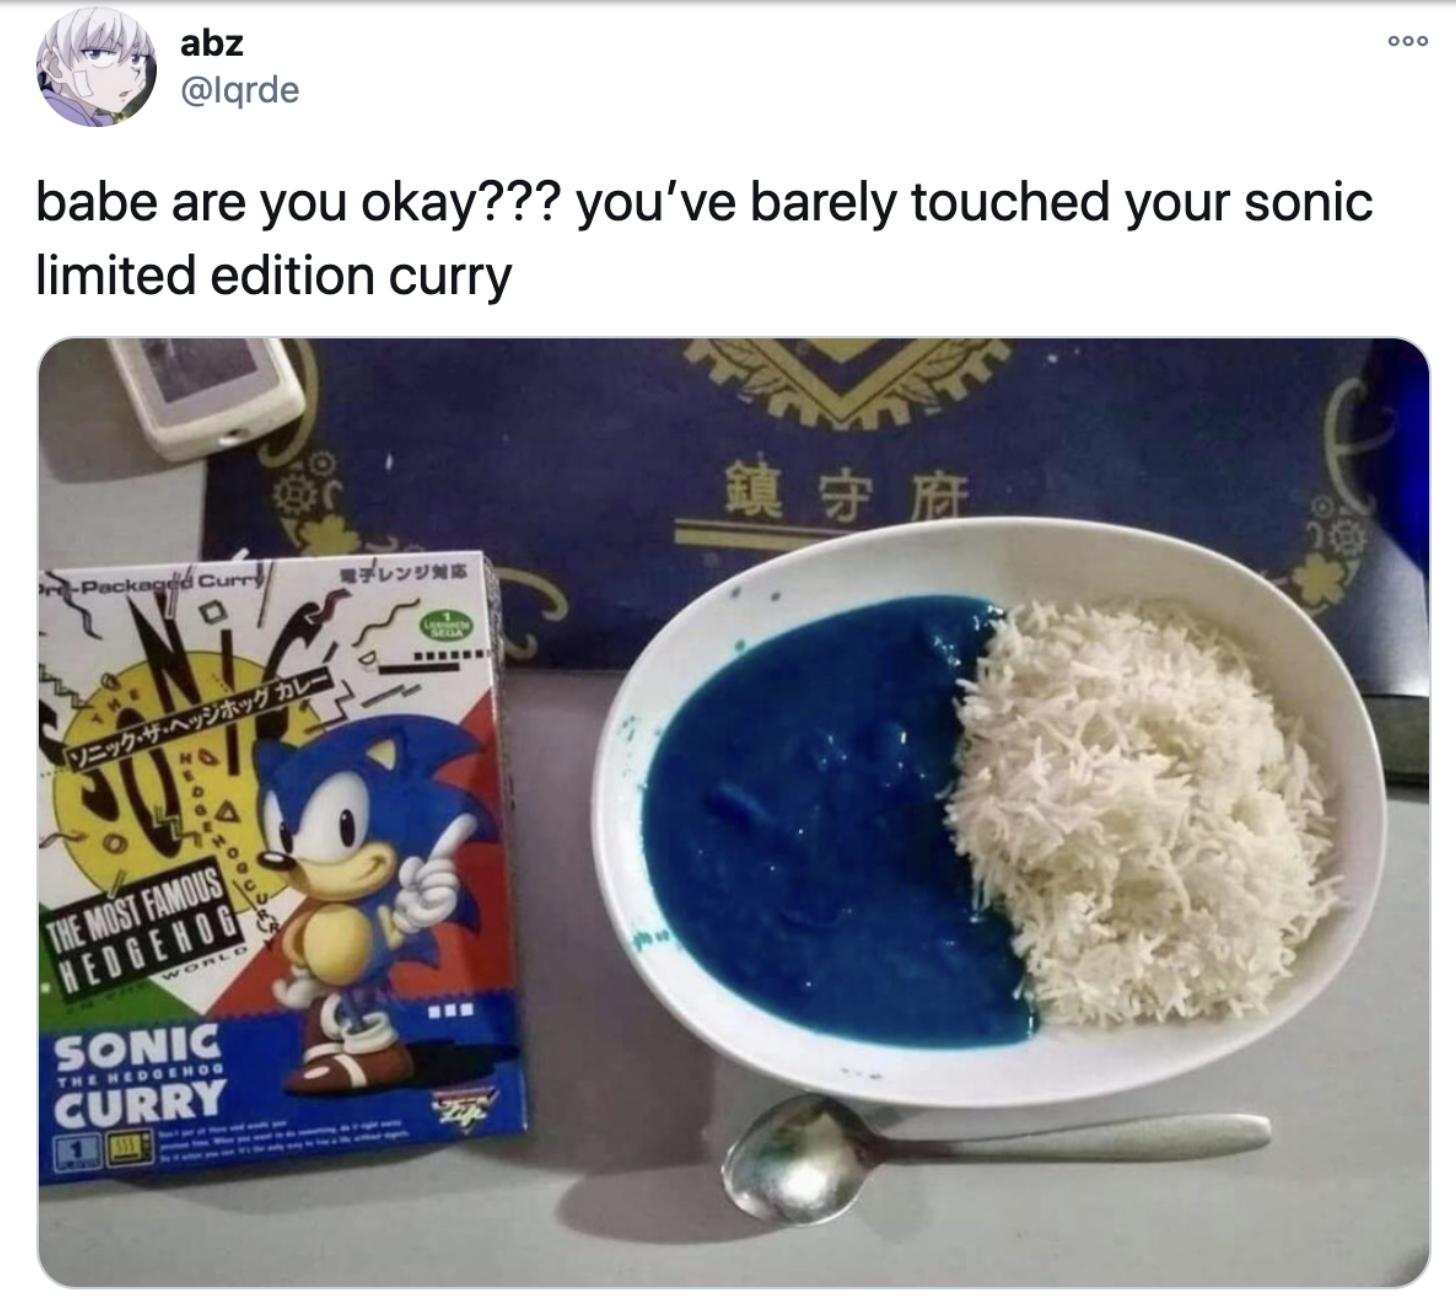 abz
@lqrde
babe are you okay??? you've barely touched your sonic
limited edition curry
鎮守府
Pre-Packaged Curry
電子レンジ対応
SEGA
SONIC
THE
ソニック・ザ・ヘッジホッグ カレー
HEDGEHOG CURRY
THE MOST FAMOUS
HEDGEHOG
WORLD
SONIC
THE HEDGEHOG
CURRY
1
Life